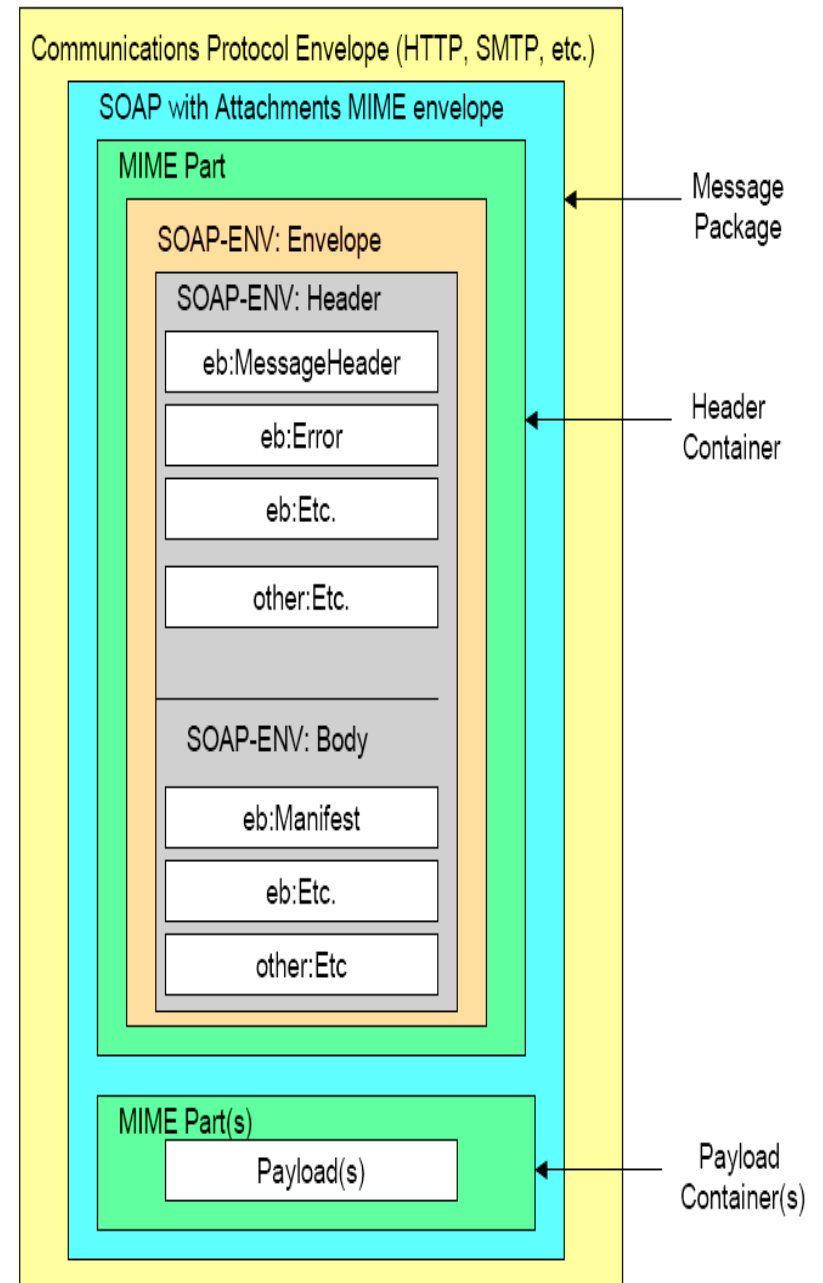 Communications Protocol Envelope (HTTP, SMTP, etc.)
SOAP with Attachments MIME envelope
MIME Part
SOAP-ENV: Envelope
SOAP-ENV: Header
eb:MessageHeader
eb:Error
eb:Etc.
other:Etc.
SOAP-ENV: Body
eb:Manifest
eb:Etc.
other:Etc
MIME Part(s)
Payload(s)
Message
Package
Header
Container
Payload
Container(s)